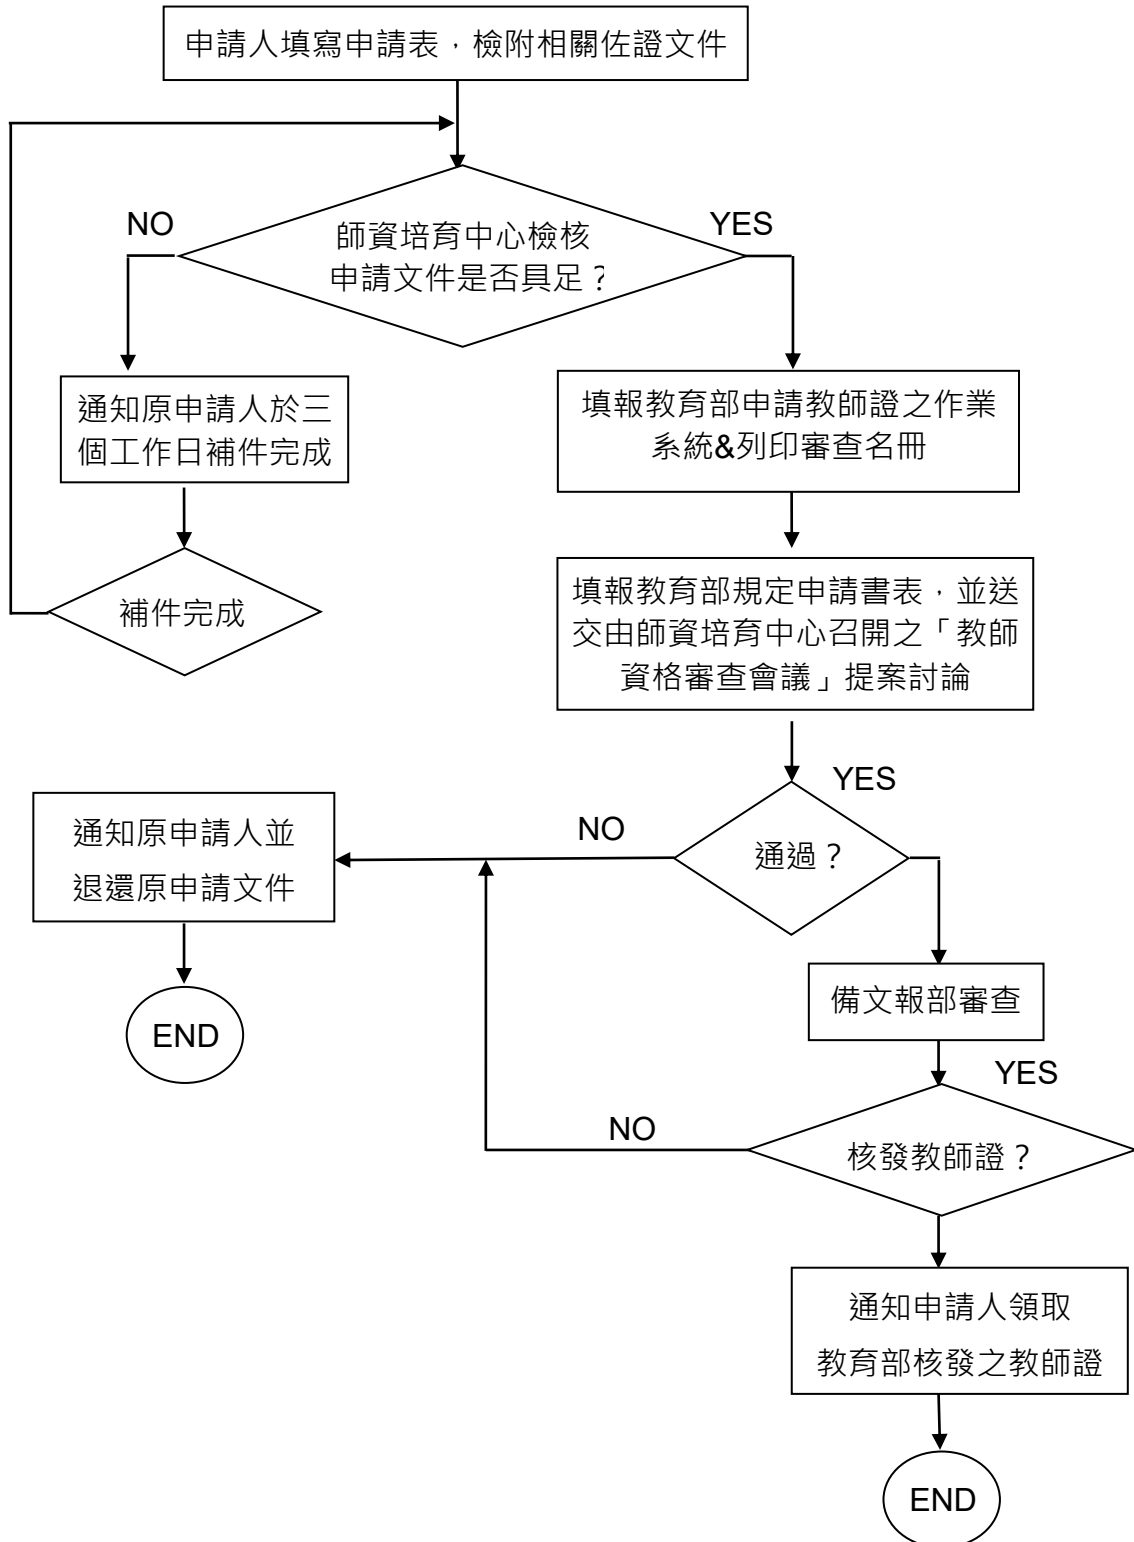 申請人填寫申請表，檢附相關佐證文件
NO
YES
師資培育中心檢核
申請文件是否具足？
通知原申請人於三
個工作日補件完成
填報教育部申請教師證之作業
系統&列印審查名冊
補件完成
填報教育部規定申請書表，並送
交由師資培育中心召開之「教師
資格審查會議」提案討論
YES
NO
通過？
通知原申請人並
退還原申請文件
備文報部審查
END
YES
NO
核發教師證？
通知申請人領取
教育部核發之教師證
END